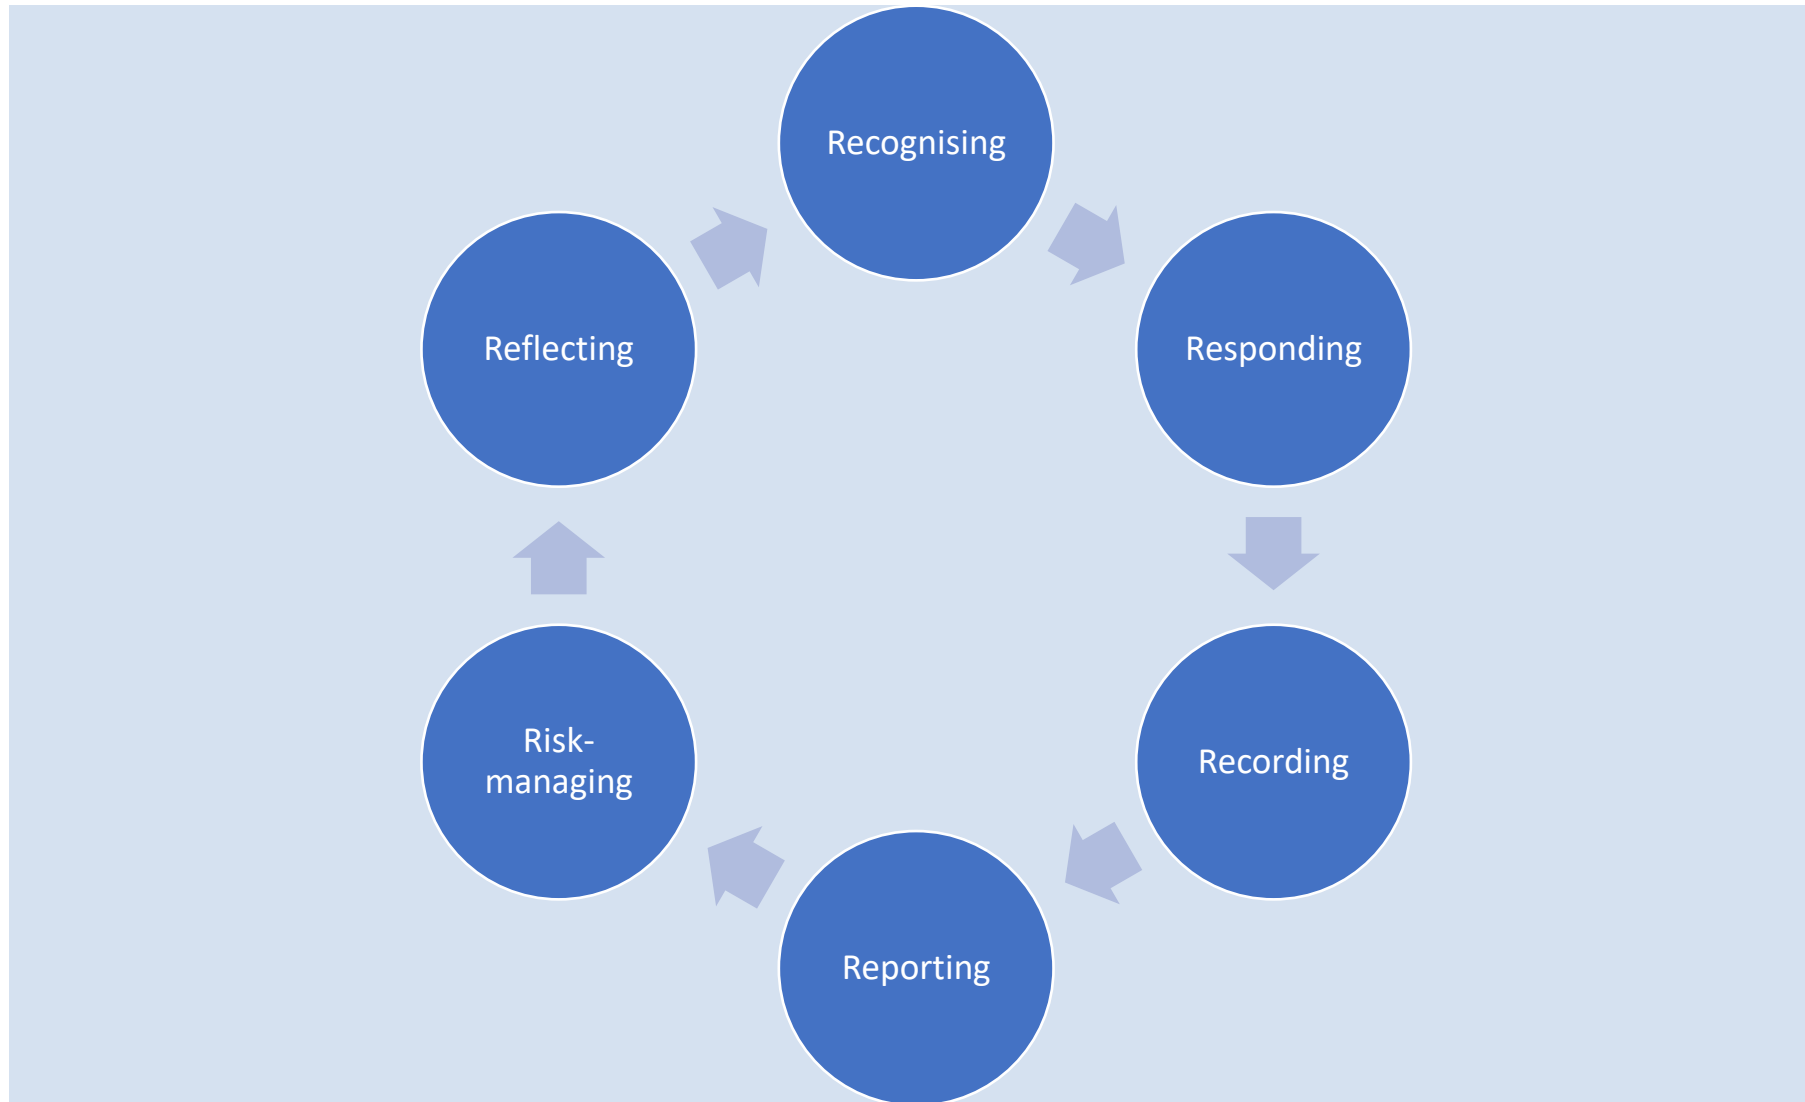 Recognising
Responding
Recording
Reporting
Risk-
managing
Reflecting